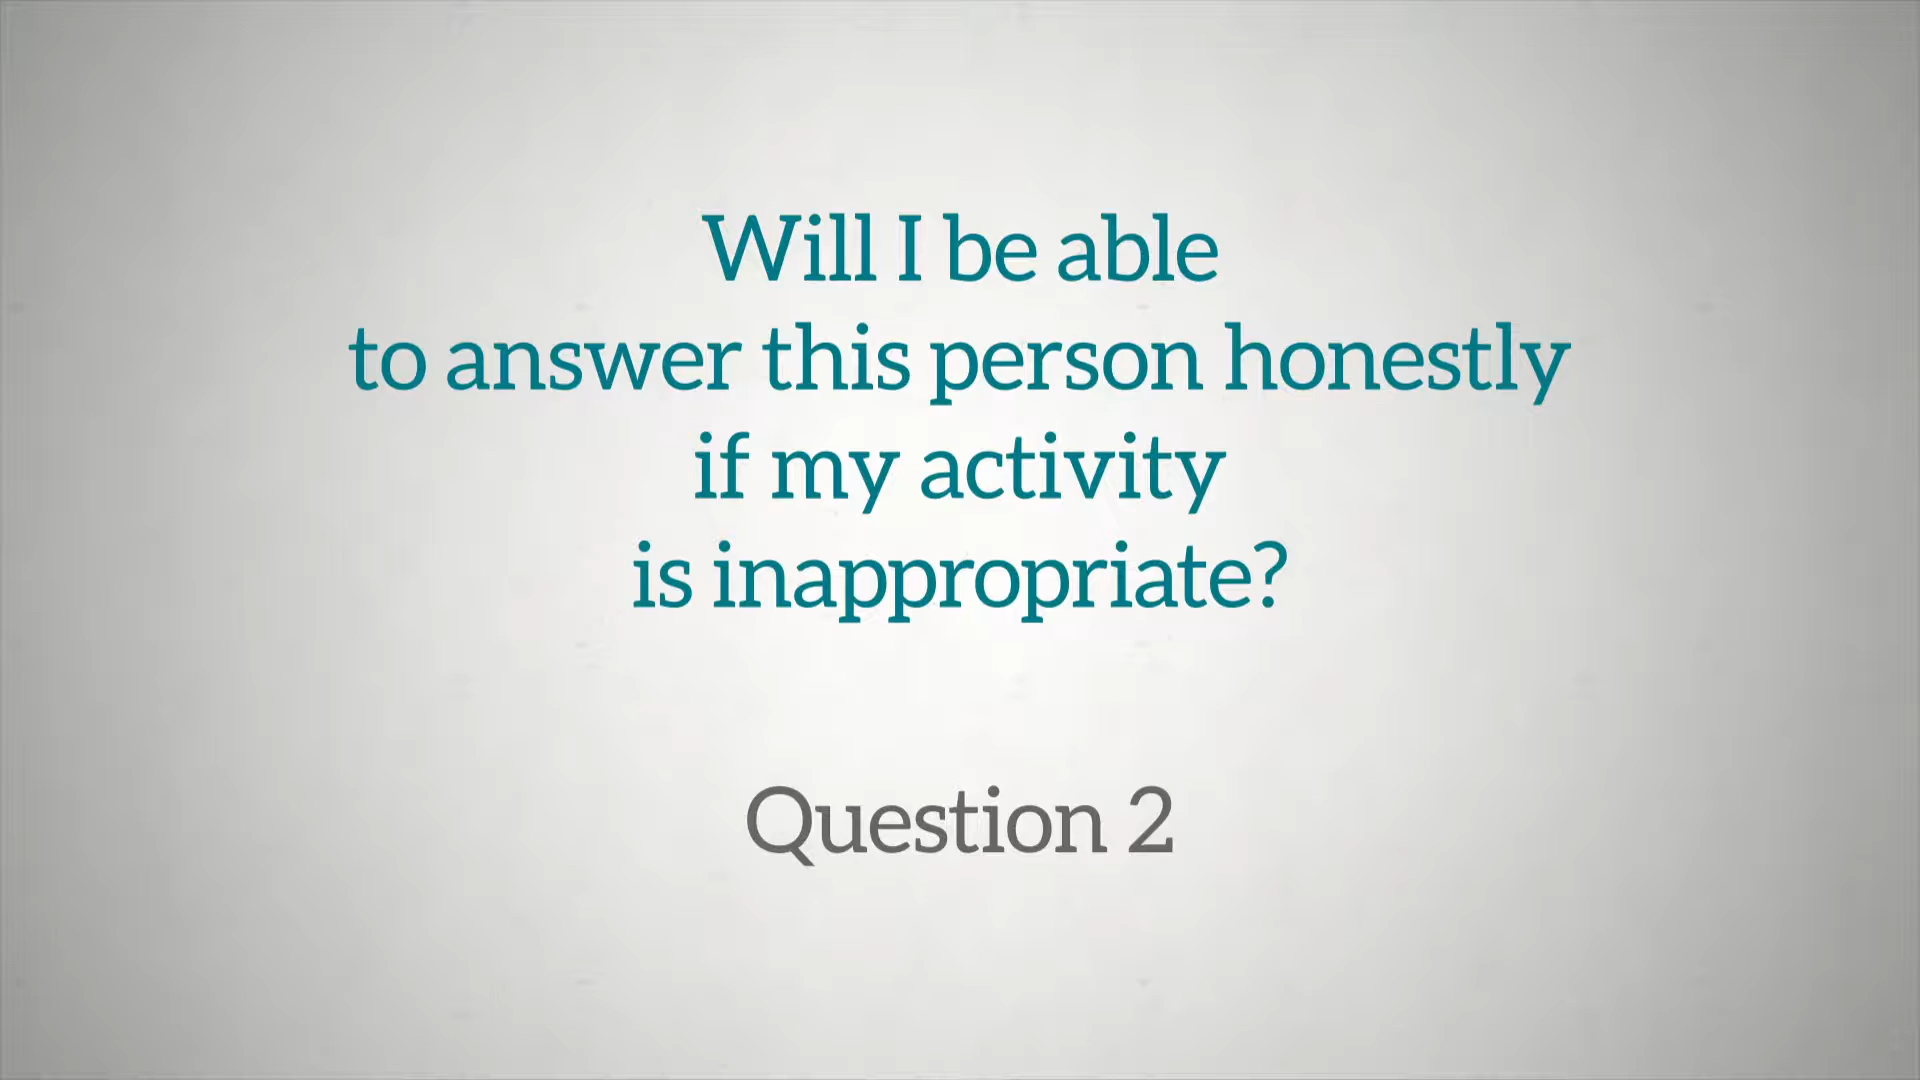 Will I be able
to answer this person honestly
if my activity
is inappropriate?
Question 2